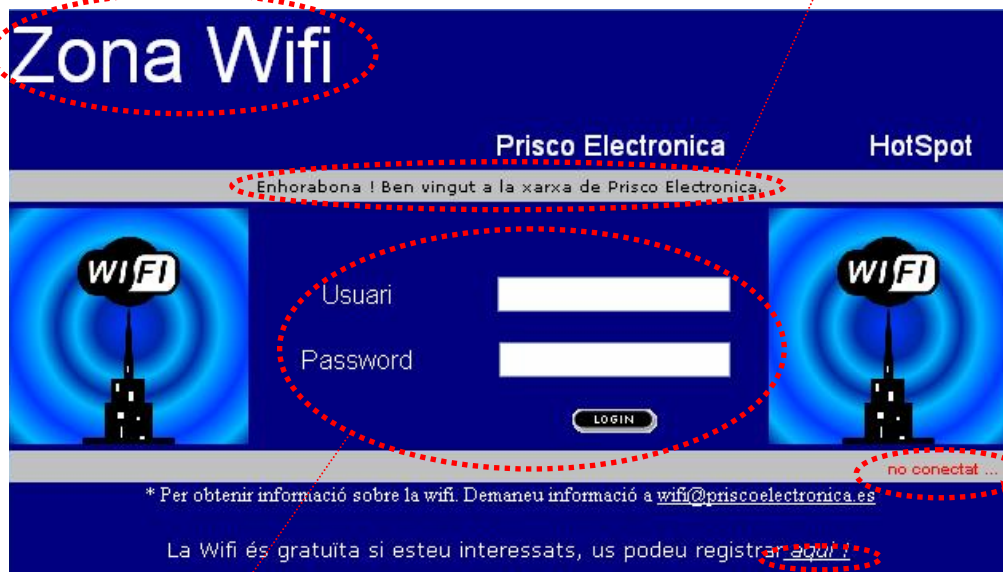 Zona Wifi
Prisco Electronica HotSpot
Enhorabona ! Ben vingut a la xarxa de Prisco Electronica.
WIFI WIFI
Usuari
Password
LOGIN
no conectat ...
* Per obtenir informació sobre la wifi. Demaneu informació a wifi@priscoelectronica.es
La Wifi és gratuïta si esteu interessats, us podeu registrar aqui !